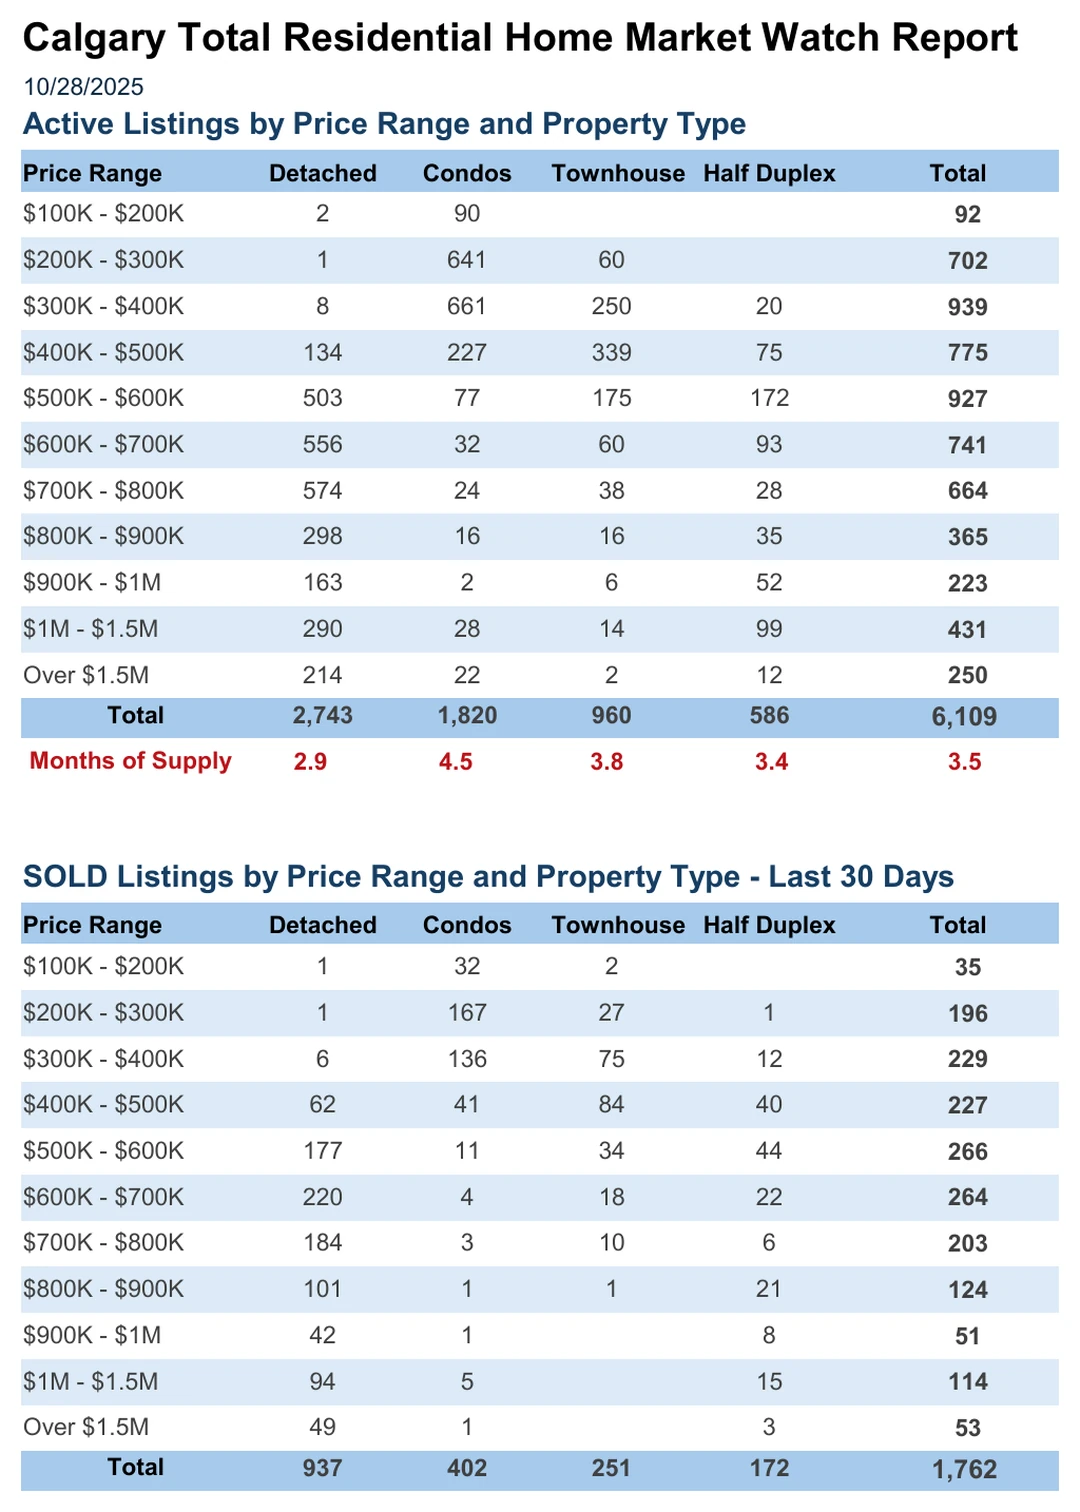 Calgary Total Residential Home Market Watch Report
10/28/2025
Active Listings by Price Range and Property Type
Price Range Detached Condos Townhouse Half Duplex Total
$100K - $200K 2 90 92
$200K - $300K 1 641 60 702
$300K - $400K 8 661 250 20 939
$400K - $500K 134 227 339 75 775
$500K - $600K 503 77 175 172 927
$600K - $700K 556 32 60 93 741
$700K - $800K 574 24 38 28 664
$800K - $900K 298 16 16 35 365
$900K - $1M 163 2 6 52 223
$1M - $1.5M 290 28 14 99 431
Over $1.5M 214 22 2 12 250
Total 2,743 1,820 960 586 6,109
Months of Supply 2.9 4.5 3.8 3.4 3.5
SOLD Listings by Price Range and Property Type - Last 30 Days
Price Range Detached Condos Townhouse Half Duplex Total
$100K - $200K 1 32 2 35
$200K - $300K 1 167 27 1 196
$300K - $400K 6 136 75 12 229
$400K - $500K 62 41 84 40 227
$500K - $600K 177 11 34 44 266
$600K - $700K 220 4 18 22 264
$700K - $800K 184 3 10 6 203
$800K - $900K 101 1 1 21 124
$900K - $1M 42 1 8 51
$1M - $1.5M 94 5 15 114
Over $1.5M 49 1 3 53
Total 937 402 251 172 1,762